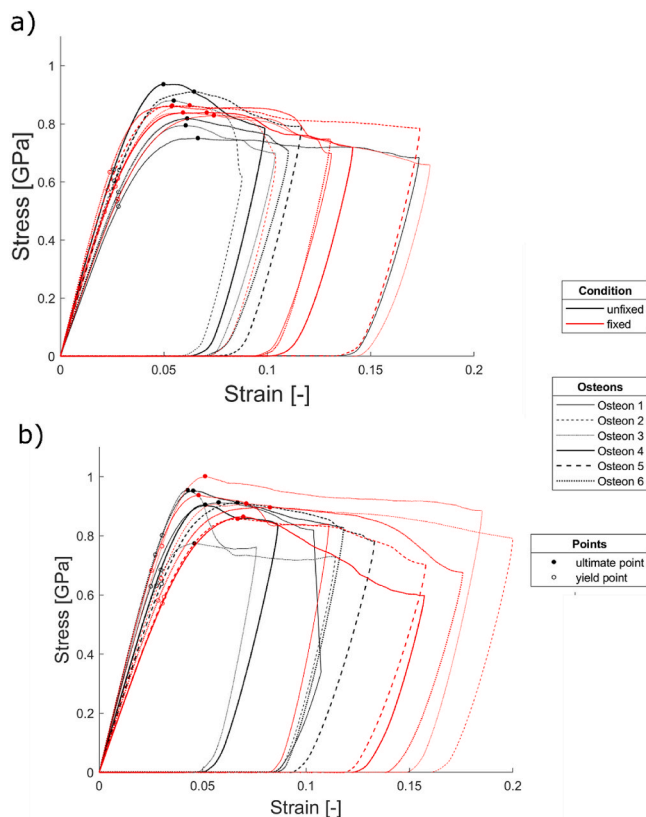 a)
Stress [GPa]
1
0.8
0.6
0.4
0.2
0
0 0.05 0.1 0.15 0.2
Strain [-]
Condition
unfixed
fixed
Osteons
Osteon 1
Osteon 2
Osteon 3
Osteon 4
Osteon 5
Osteon 6
b)
Stress [GPa]
1
0.8
0.6
0.4
0.2
0
0 0.05 0.1 0.15 0.2
Strain [-]
Points
ultimate point
yield point